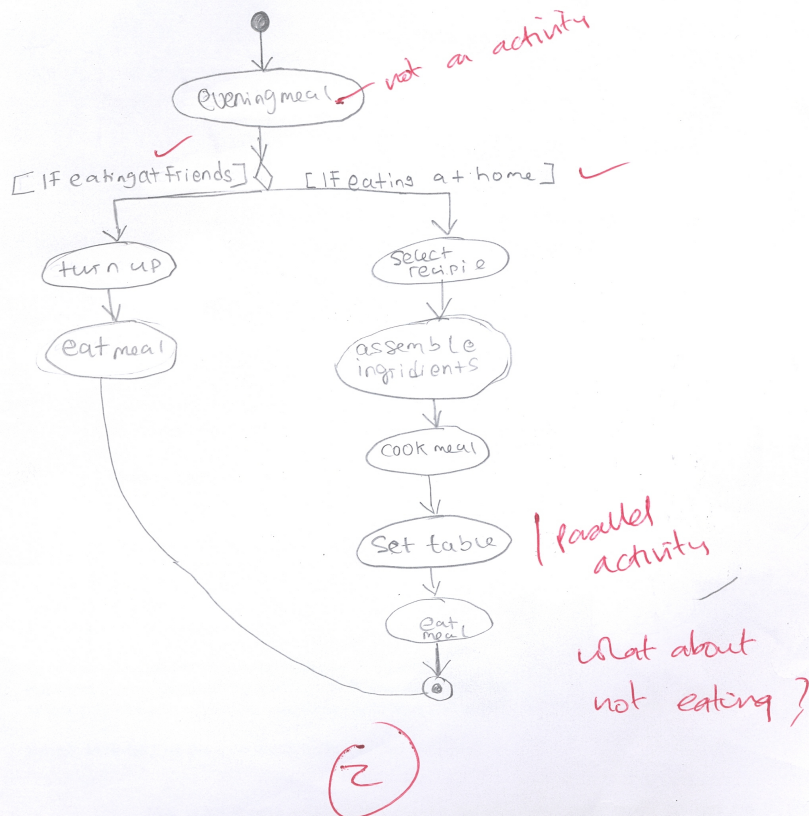 not an activity
evening meal
[IF eating at friends]
[IF eating at home]
turn up
eat meal
select
recipie
assemble
ingridients
cook meal
Set table
eat
meal
parallel
activity
what about
not eating?
2